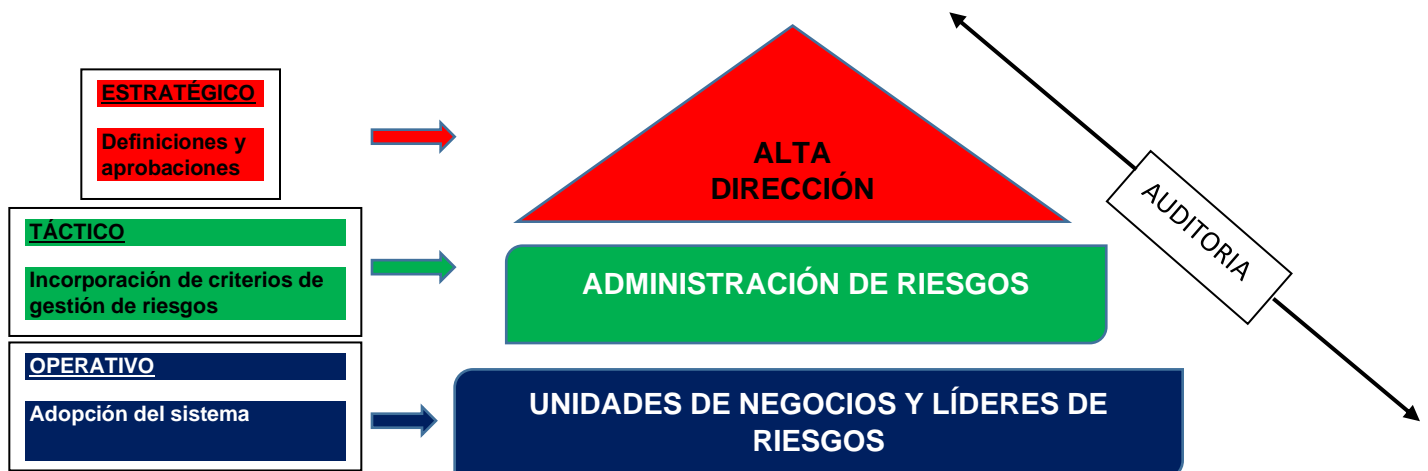 ESTRATÉGICO
Definiciones y
aprobaciones
ALTA
DIRECCIÓN
AUDITORIA
TÁCTICO
Incorporación de criterios de
gestión de riesgos
ADMINISTRACIÓN DE RIESGOS
OPERATIVO
Adopción del sistema
UNIDADES DE NEGOCIOS Y LÍDERES DE
RIESGOS